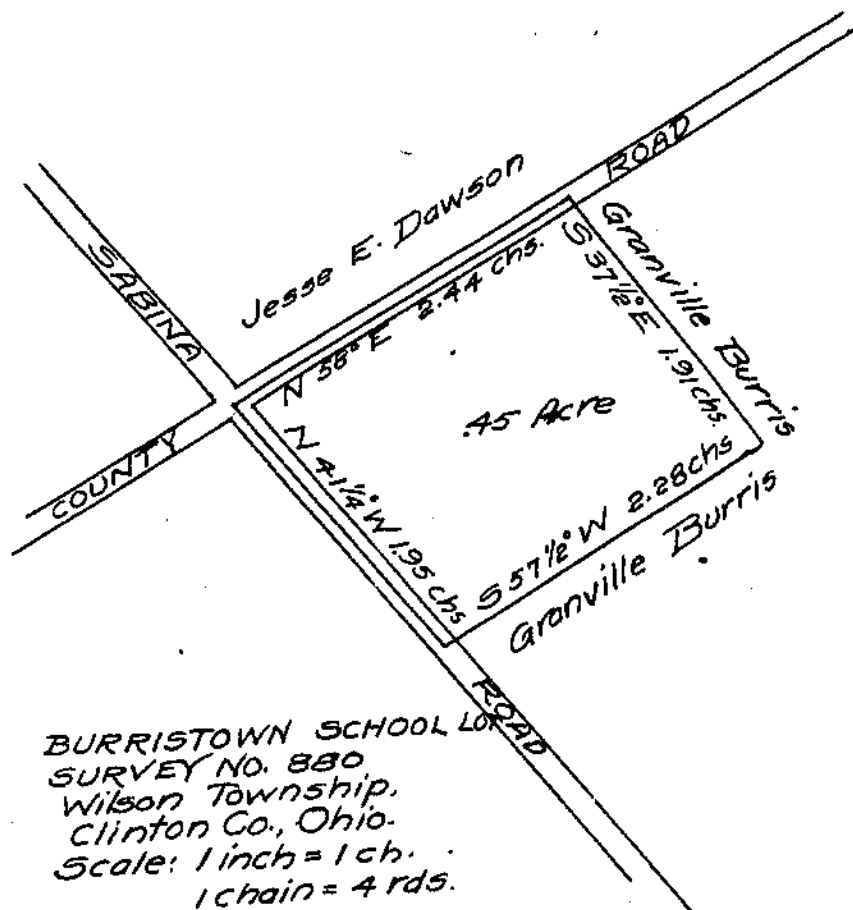 ROAD
Jesse E. Dawson
SABINA
Granville Burris
N 58° E 2.44 chs.
S 37½° E 1.91 chs.
.45 Acre
COUNTY
N 41¼° W 1.95 chs
S 57½° W 2.28 chs
Granville Burris
ROAD
BURRISTOWN SCHOOL LOT
SURVEY NO. 880
Wilson Township,
Clinton Co., Ohio.
Scale: 1 inch = 1 ch.
1 chain = 4 rds.